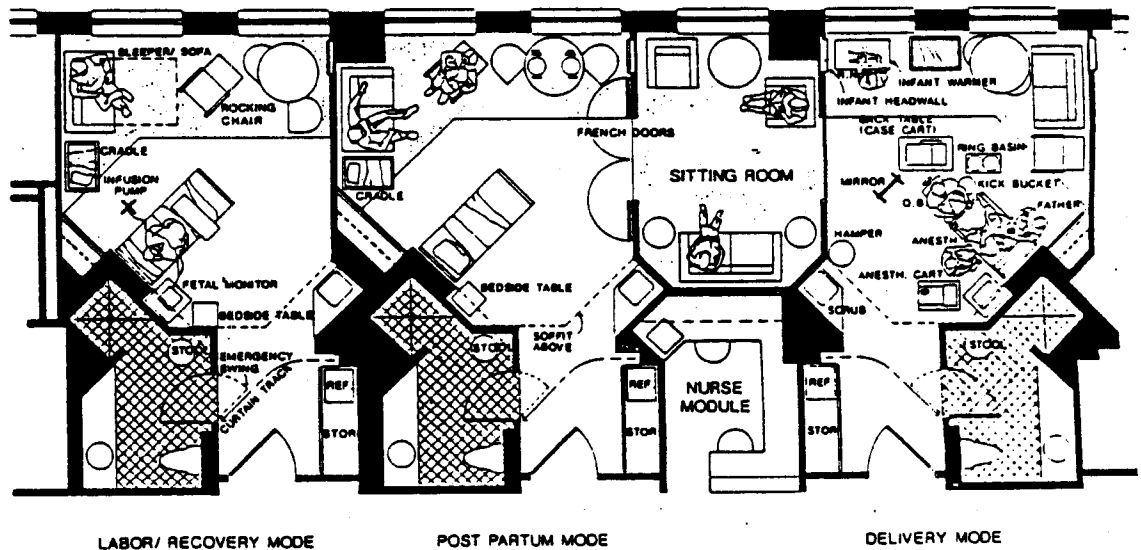 SLEEPER/ SOFA
ROCKING
CHAIR
CRADLE
INFUSION
PUMP
FETAL MONITOR
BEDSIDE TABLE
STOOL
EMERGENCY
SWING
CURTAIN TRACK
REF
STOR
CRADLE
FRENCH DOORS
BEDSIDE TABLE
SOFFIT
ABOVE
STOOL
REF
STOR
SITTING ROOM
NURSE
MODULE
INFANT WARMER
INFANT HEADWALL
BACK TABLE
(CASE CART)
RING BASIN
MIRROR
KICK BUCKET
O.B.
FATHER
HAMPER
ANESTH.
ANESTH. CART
SCRUB
STOOL
REF
STOR
LABOR/ RECOVERY MODE
POST PARTUM MODE
DELIVERY MODE